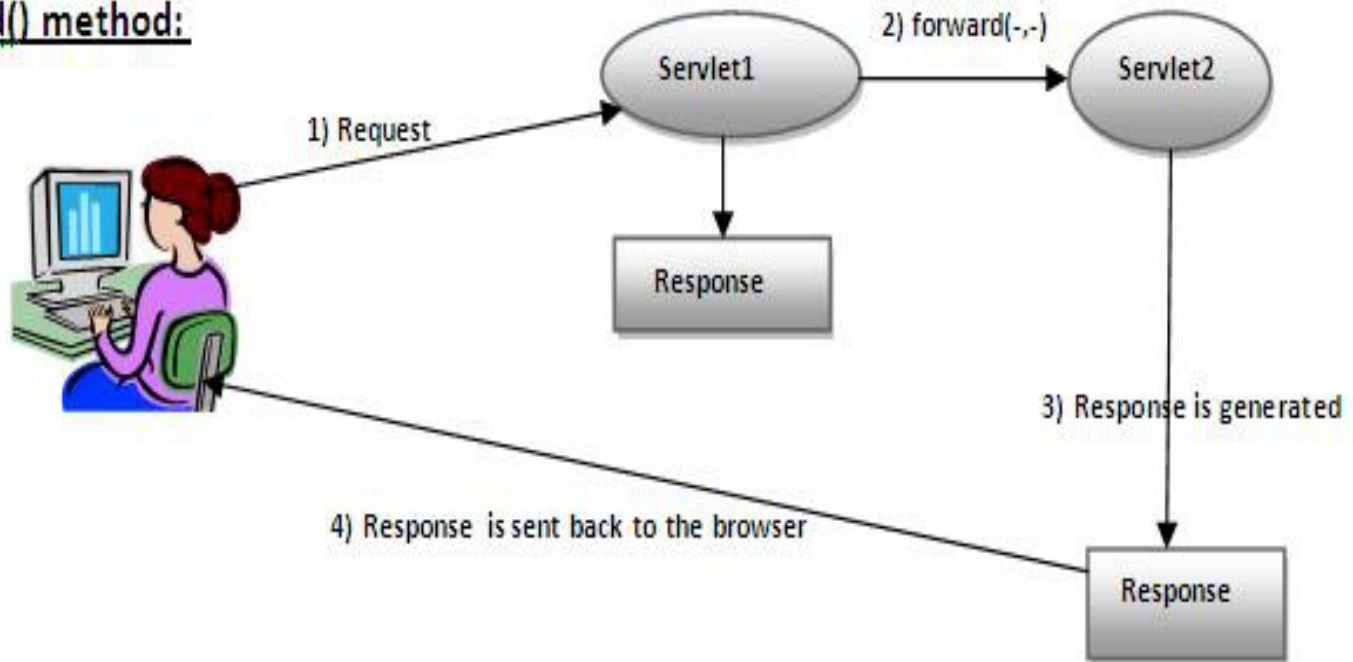 d() method:
2) forward(-,-)
Servlet1
Servlet2
1) Request
Response
3) Response is generated
4) Response is sent back to the browser
Response